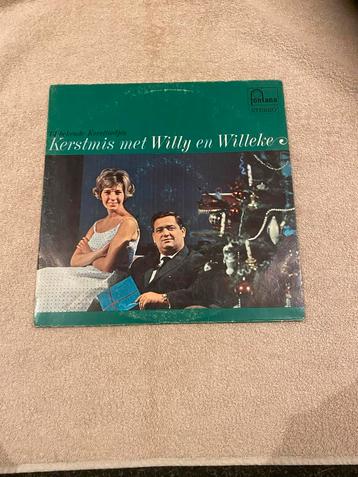 fontana
STEREO
14 bekende Kerstliedjes
Kerstmis met Willy en Willeke